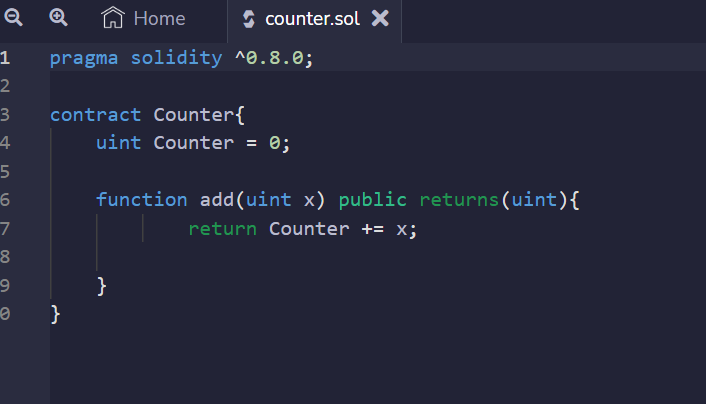 Home counter.sol
1 pragma solidity ^0.8.0;
2
3 contract Counter{
4 uint Counter = 0;
5
6 function add(uint x) public returns(uint){
7 return Counter += x;
8
9 }
0 }